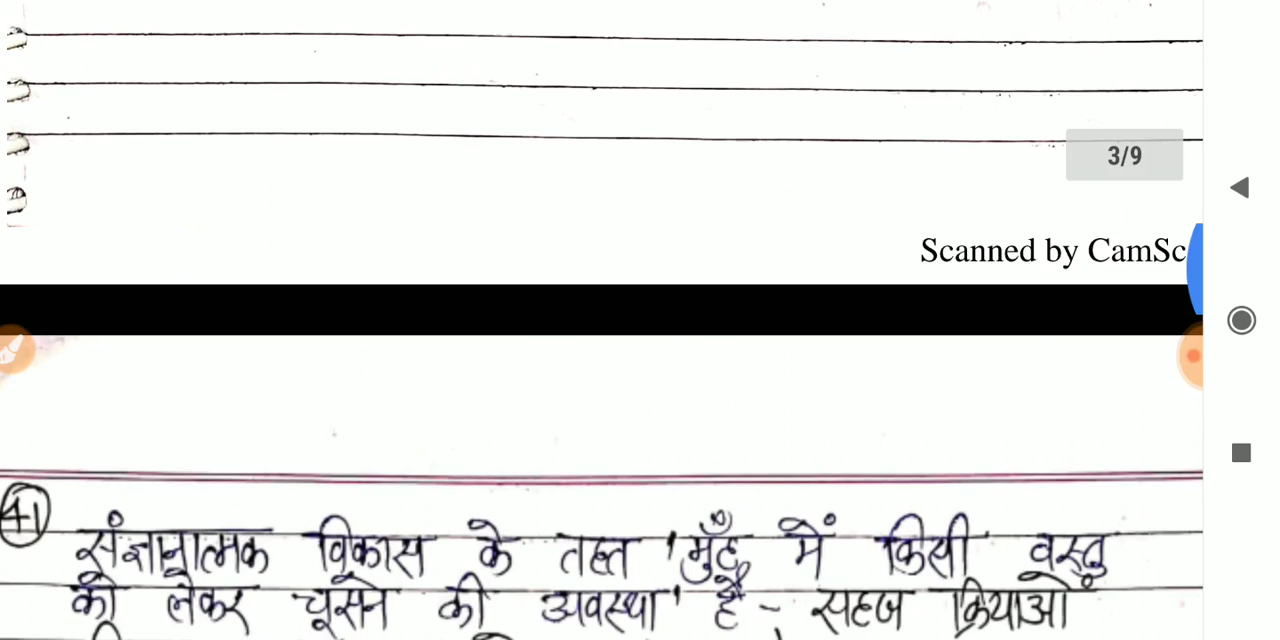 3/9
Scanned by CamSc
41 संज्ञानात्मक विकास के तहत 'मुँह में किसी वस्तु
को लेकर चूसने की अवस्था' है - सहज क्रियाओं